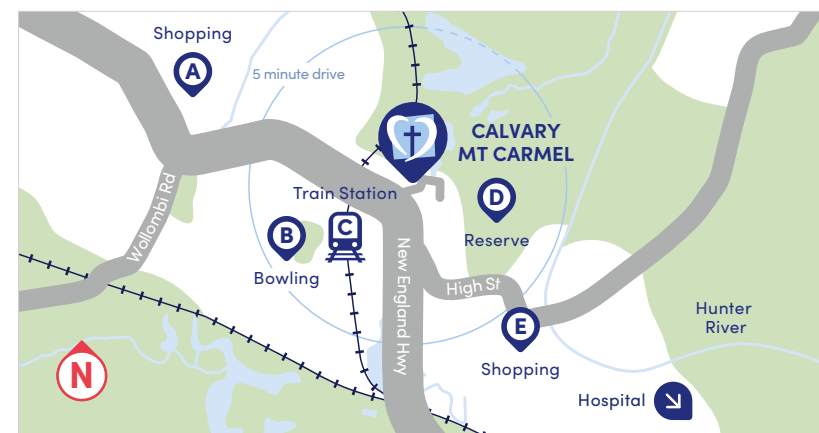 Shopping
A
5 minute drive
CALVARY
MT CARMEL
Wollombi Rd
Train Station
D
B
C
Reserve
Bowling
New England Hwy
High St
E
Hunter
River
Shopping
N
Hospital